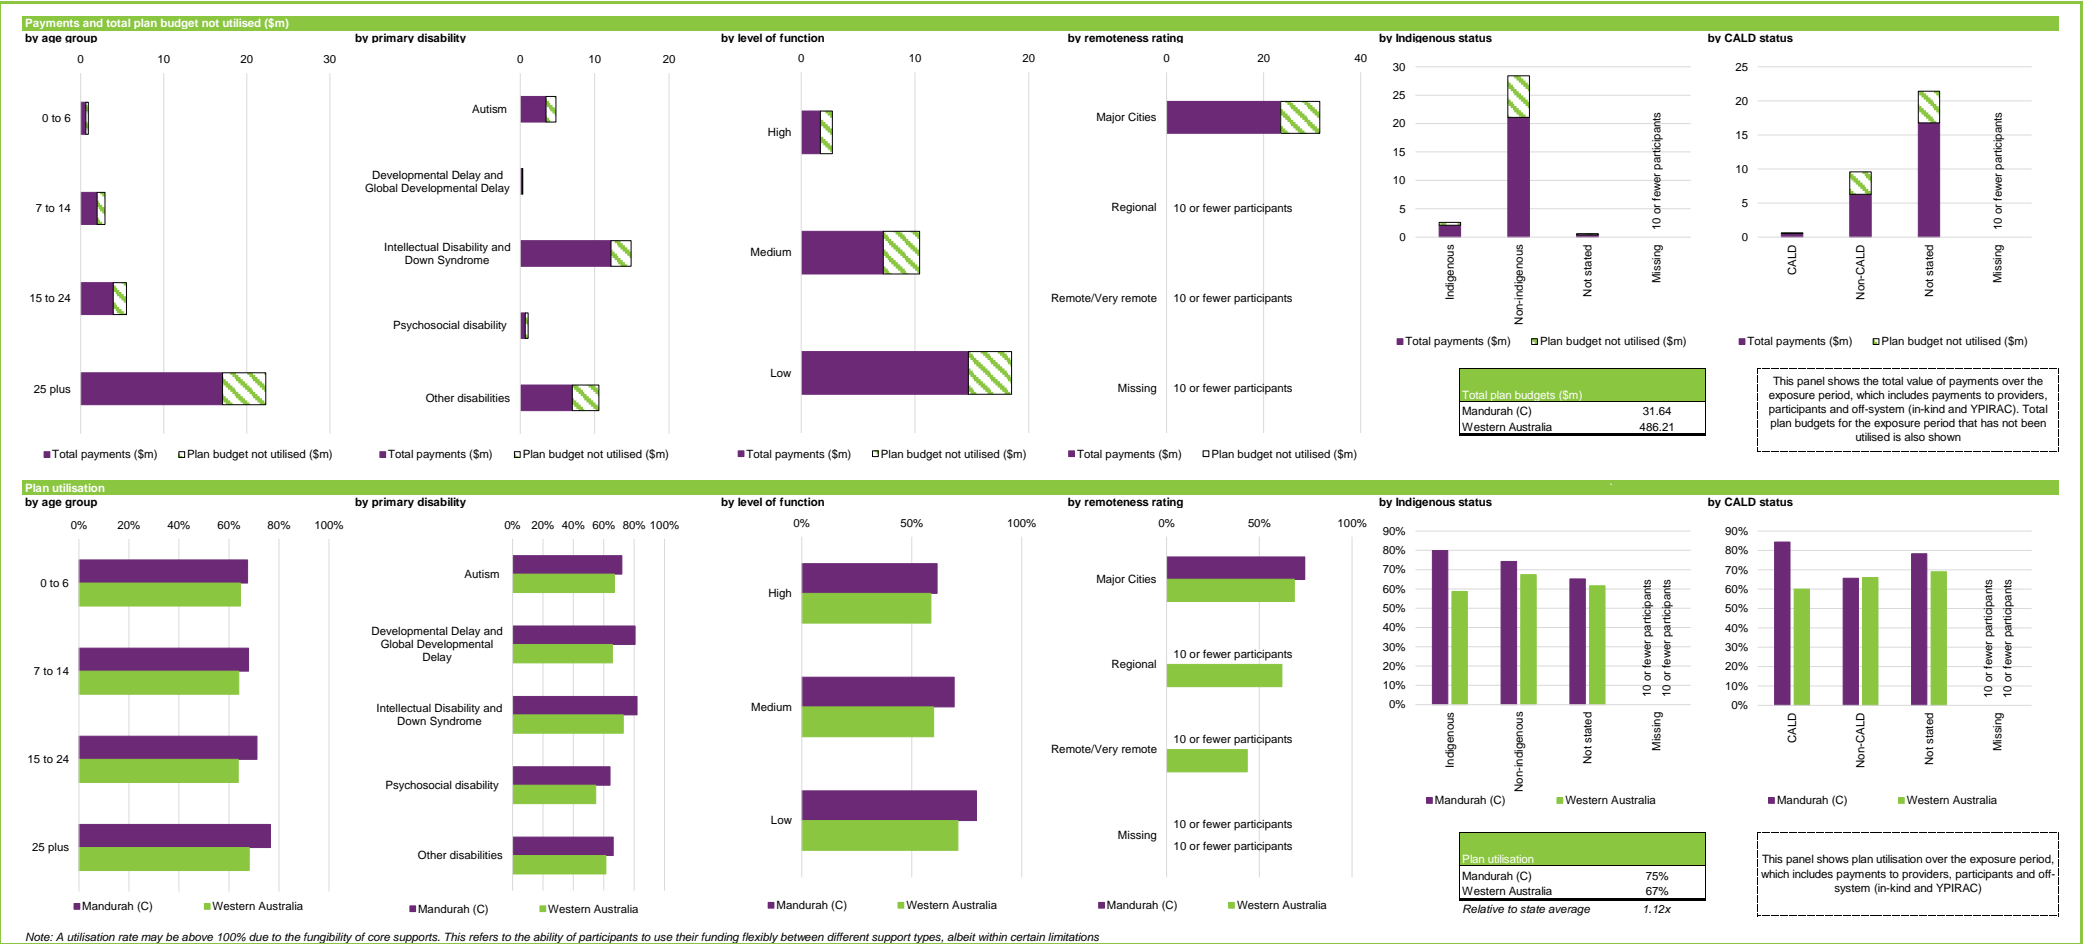 Payments and total plan budget not utilised ($m)
by age group
0 10 20 30
0 to 6
7 to 14
15 to 24
25 plus
Total payments ($m) Plan budget not utilised ($m)
by primary disability
0 10 20
Autism
Developmental Delay and
Global Developmental Delay
Intellectual Disability and
Down Syndrome
Psychosocial disability
Other disabilities
Total payments ($m) Plan budget not utilised ($m)
by level of function
0 10 20
High
Medium
Low
Total payments ($m) Plan budget not utilised ($m)
by remoteness rating
0 20 40
Major Cities
Regional 10 or fewer participants
Remote/Very remote 10 or fewer participants
Missing 10 or fewer participants
Total payments ($m) Plan budget not utilised ($m)
by Indigenous status
30
25
20
15
10
5
0
10 or fewer participants
Indigenous
Non-indigenous
Not stated
Missing
Total payments ($m) Plan budget not utilised ($m)
Total plan budgets ($m)
Mandurah (C) 31.64
Western Australia 486.21
by CALD status
25
20
15
10
5
0
10 or fewer participants
CALD
Non-CALD
Not stated
Missing
Total payments ($m) Plan budget not utilised ($m)
This panel shows the total value of payments over the
exposure period, which includes payments to providers,
participants and off-system (in-kind and YPIRAC). Total
plan budgets for the exposure period that has not been
utilised is also shown
Plan utilisation
by age group
0% 20% 40% 60% 80% 100%
0 to 6
7 to 14
15 to 24
25 plus
Mandurah (C) Western Australia
by primary disability
0% 20% 40% 60% 80% 100%
Autism
Developmental Delay and
Global Developmental
Delay
Intellectual Disability and
Down Syndrome
Psychosocial disability
Other disabilities
Mandurah (C) Western Australia
by level of function
0% 50% 100%
High
Medium
Low
Mandurah (C) Western Australia
by remoteness rating
0% 50% 100%
Major Cities
Regional
10 or fewer participants
Remote/Very remote
10 or fewer participants
Missing
10 or fewer participants
10 or fewer participants
Mandurah (C) Western Australia
by Indigenous status
90%
80%
70%
60%
50%
40%
30%
20%
10%
0%
10 or fewer participants
10 or fewer participants
Indigenous
Non-indigenous
Not stated
Missing
Mandurah (C) Western Australia
Plan utilisation
Mandurah (C) 75%
Western Australia 67%
Relative to state average 1.12x
by CALD status
90%
80%
70%
60%
50%
40%
30%
20%
10%
0%
10 or fewer participants
10 or fewer participants
CALD
Non-CALD
Not stated
Missing
Mandurah (C) Western Australia
This panel shows plan utilisation over the exposure period,
which includes payments to providers, participants and off-
system (in-kind and YPIRAC)
Note: A utilisation rate may be above 100% due to the fungibility of core supports. This refers to the ability of participants to use their funding flexibly between different support types, albeit within certain limitations